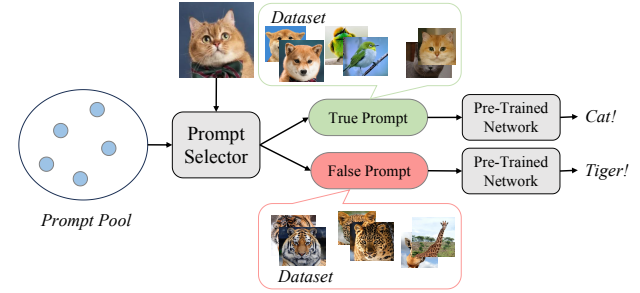 Dataset
Prompt
Selector
True Prompt
Pre-Trained
Network
Cat!
False Prompt
Pre-Trained
Network
Tiger!
Prompt Pool
Dataset